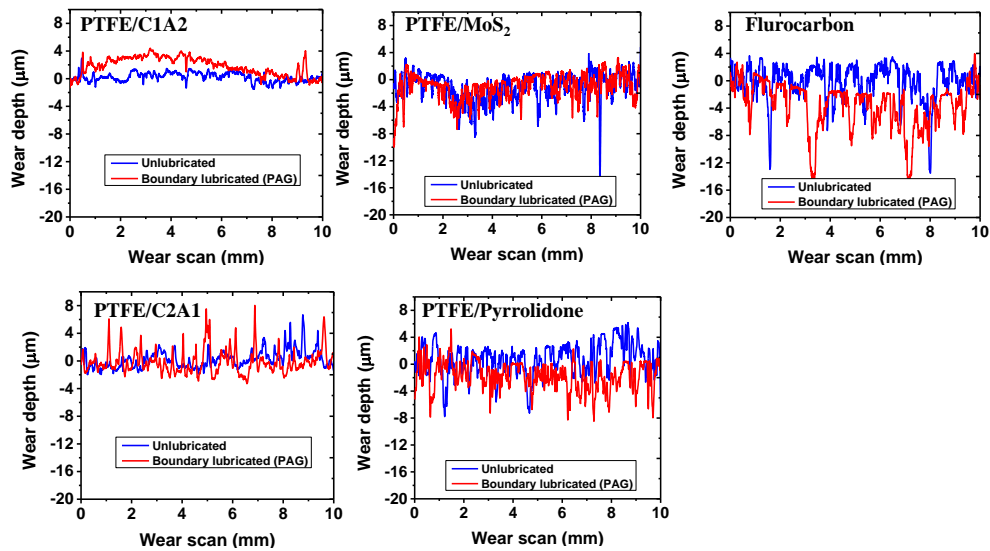 PTFE/C1A2
Wear depth (µm)
8
4
0
-4
-8
-12
-16
-20
Unlubricated
Boundary lubricated (PAG)
0 2 4 6 8 10
Wear scan (mm)
PTFE/MoS₂
Wear depth (µm)
8
4
0
-4
-8
-12
-16
-20
Unlubricated
Boundary lubricated (PAG)
0 2 4 6 8 10
Wear scan (mm)
Flurocarbon
Wear depth (µm)
8
4
0
-4
-8
-12
-16
-20
Unlubricated
Boundary lubricated (PAG)
0 2 4 6 8 10
Wear scan (mm)
PTFE/C2A1
Wear depth (µm)
8
4
0
-4
-8
-12
-16
-20
Unlubricated
Boundary lubricated (PAG)
0 2 4 6 8 10
Wear scan (mm)
PTFE/Pyrrolidone
Wear depth (µm)
12
8
4
0
-4
-8
-12
-16
-20
Unlubricated
Boundary lubricated (PAG)
0 2 4 6 8 10
Wear scan (mm)